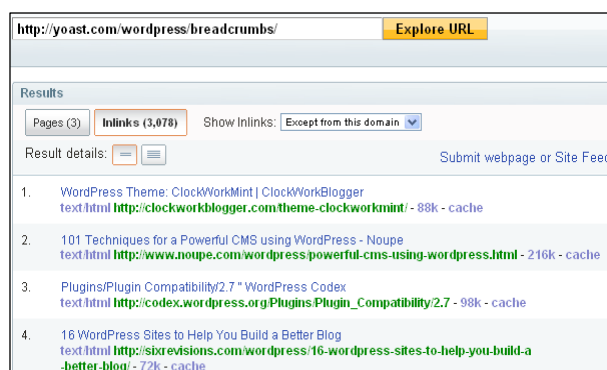 http://yoast.com/wordpress/breadcrumbs/ Explore URL
Results
Pages (3) Inlinks (3,078) Show Inlinks: Except from this domain
Result details: Submit webpage or Site Feed
1. WordPress Theme: ClockWorkMint | ClockWorkBlogger
text/html http://clockworkblogger.com/theme-clockworkmint/ - 88k - cache
2. 101 Techniques for a Powerful CMS using WordPress - Noupe
text/html http://www.noupe.com/wordpress/powerful-cms-using-wordpress.html - 216k - cache
3. Plugins/Plugin Compatibility/2.7 " WordPress Codex
text/html http://codex.wordpress.org/Plugins/Plugin_Compatibility/2.7 - 98k - cache
4. 16 WordPress Sites to Help You Build a Better Blog
text/html http://sixrevisions.com/wordpress/16-wordpress-sites-to-help-you-build-a
-better-blog/ - 72k - cache